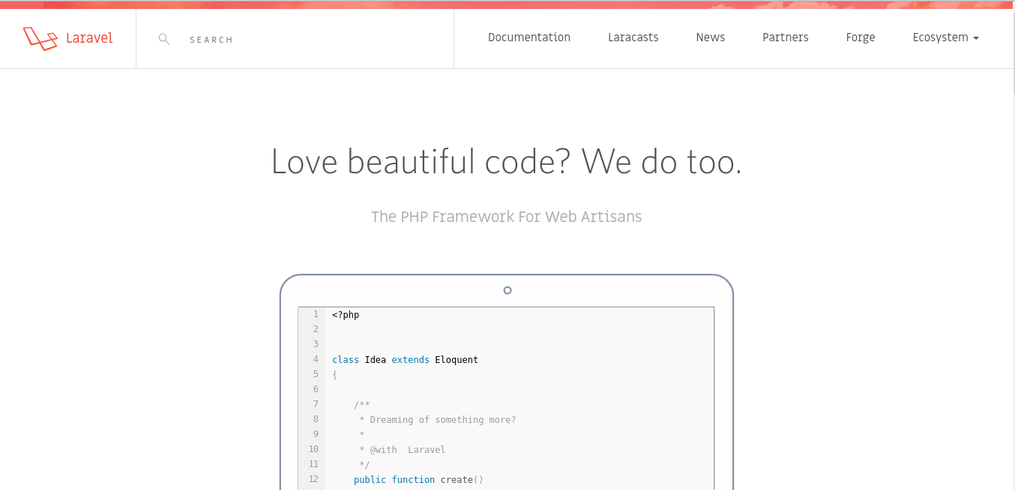 Laravel
SEARCH
Documentation Laracasts News Partners Forge Ecosystem
Love beautiful code? We do too.
The PHP Framework For Web Artisans
1 <?php
2
3
4 class Idea extends Eloquent
5 {
6
7 /**
8 * Dreaming of something more?
9 *
10 * @with  Laravel
11 */
12 public function create()